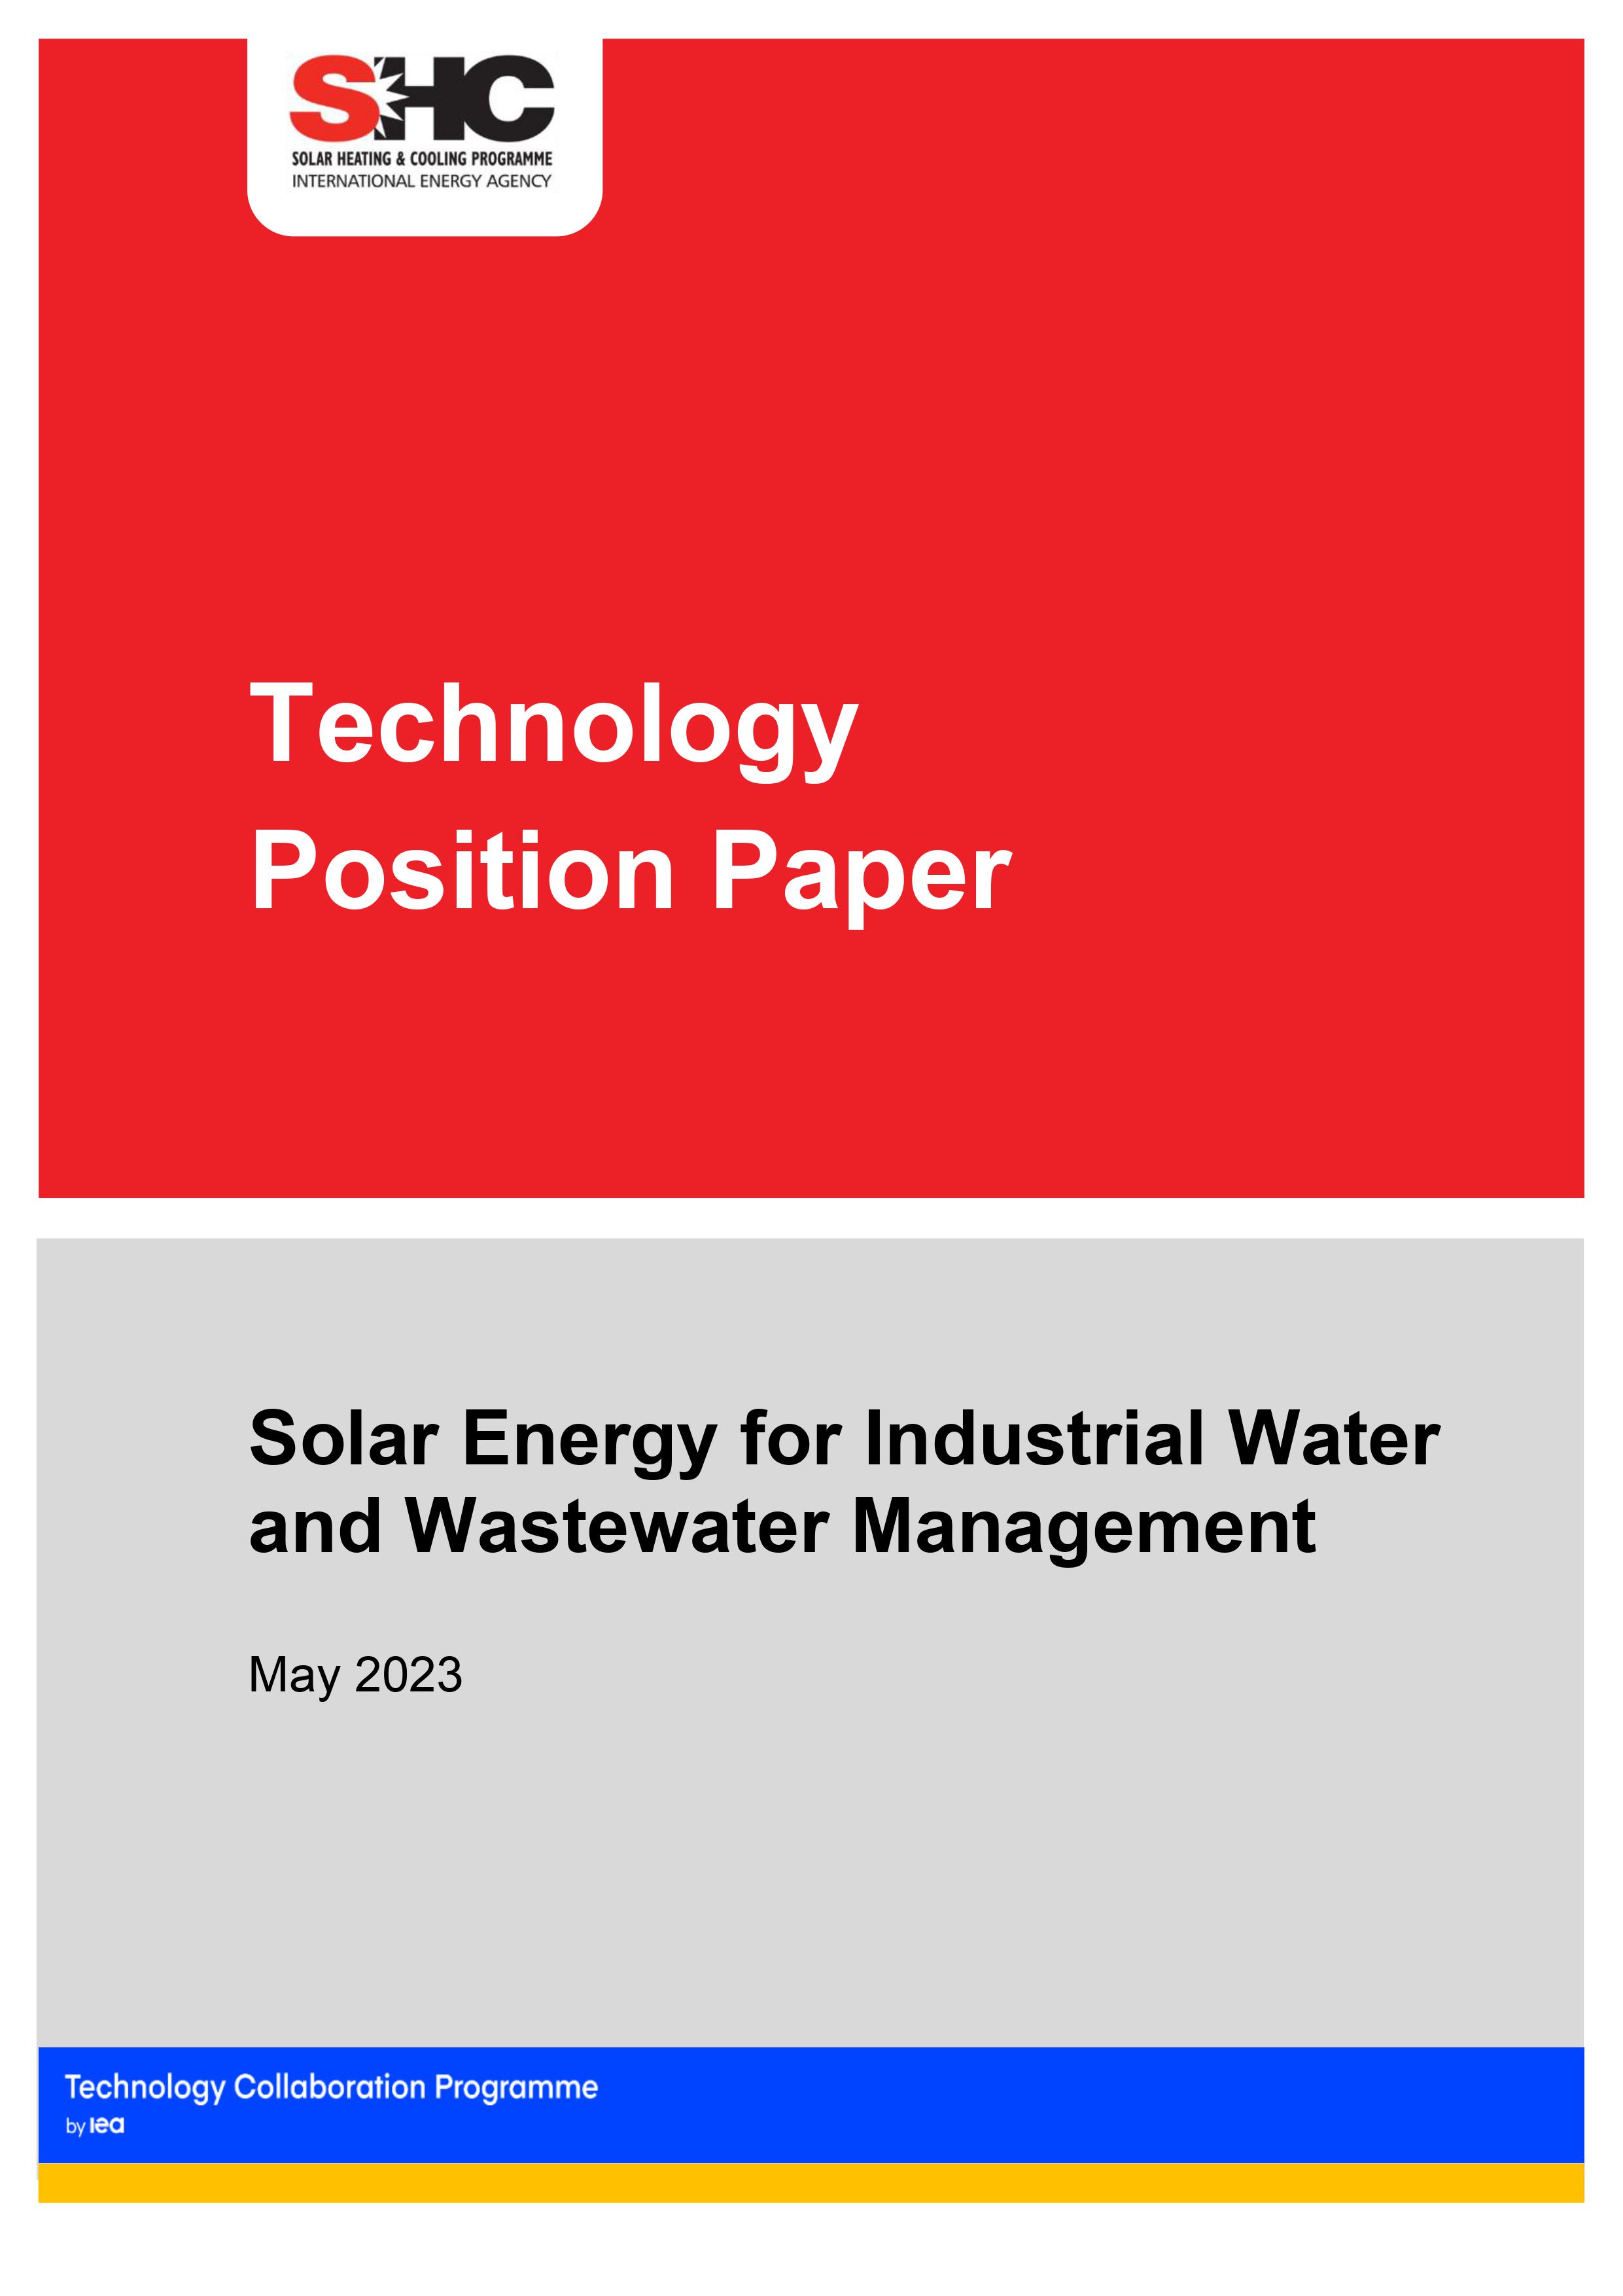 SHC
SOLAR HEATING & COOLING PROGRAMME
INTERNATIONAL ENERGY AGENCY
Technology
Position Paper
Solar Energy for Industrial Water
and Wastewater Management
May 2023
Technology Collaboration Programme
by iea